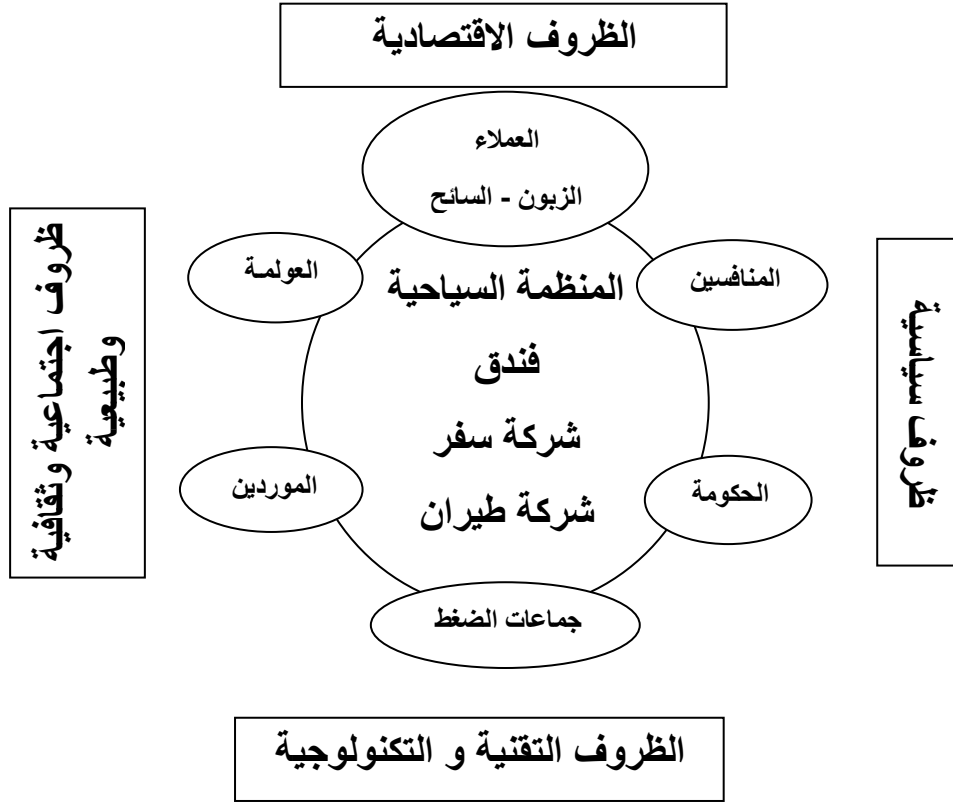 الظروف الاقتصادية
العملاء
الزبون - السائح
المنافسين
العولمة
المنظمة السياحية
فندق
شركة سفر
شركة طيران
الحكومة
الموردين
جماعات الضغط
ظروف سياسية
ظروف اجتماعية وثقافية
وطبيعية
الظروف التقنية و التكنولوجية